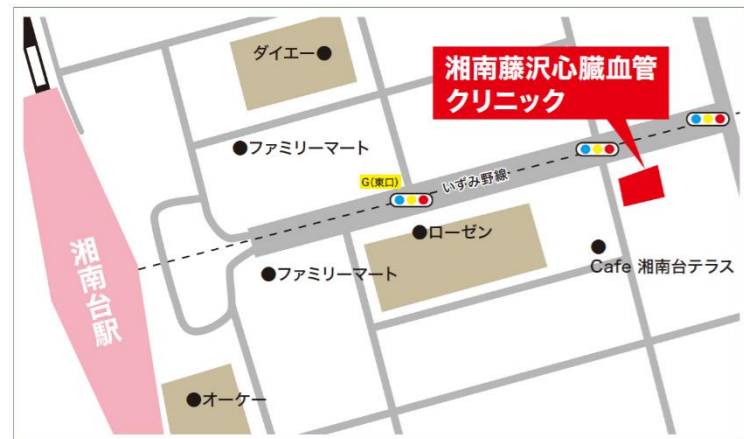 ダイエー
湘南藤沢心臓血管
クリニック
ファミリーマート
G(東口)
いずみ野線
ローゼン
湘南台駅
ファミリーマート
Cafe 湘南台テラス
オーケー